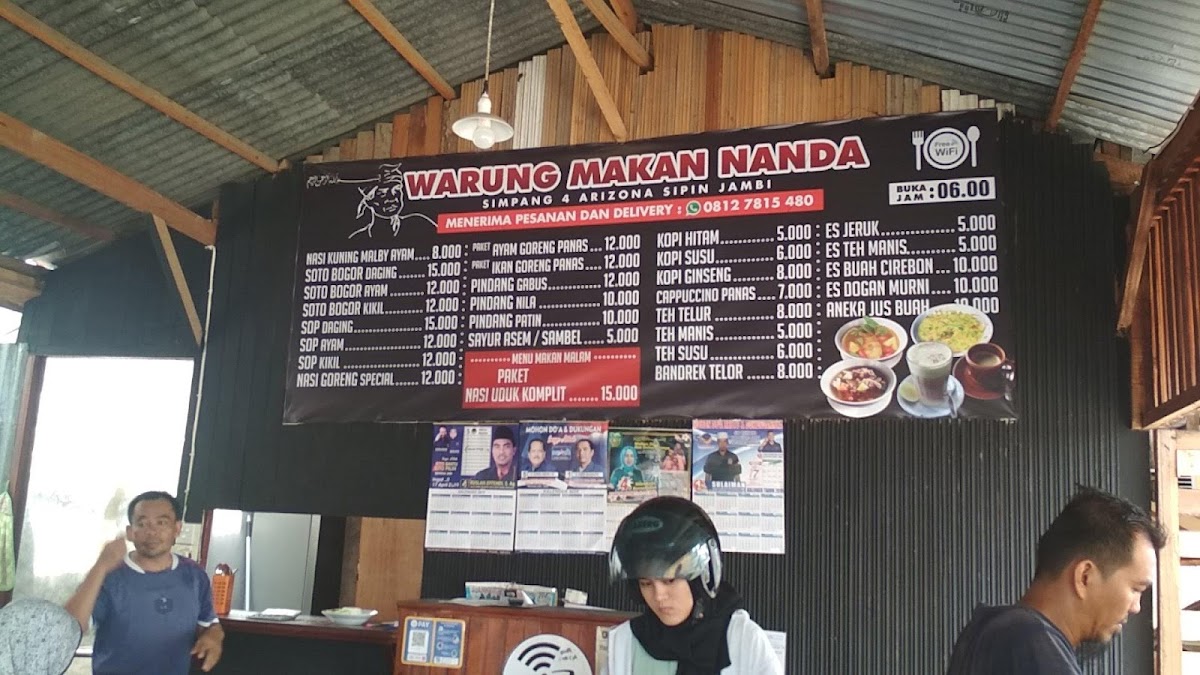 WARUNG MAKAN NANDA
SIMPANG 4 ARIZONA SIPIN JAMBI
MENERIMA PESANAN DAN DELIVERY : 0812 7815 480
Free
WiFi
BUKA JAM : 06.00
NASI KUNING MALBY AYAM.... 8.000
SOTO BOGOR DAGING ....... 15.000
SOTO BOGOR AYAM ......... 12.000
SOTO BOGOR KIKIL ......... 12.000
SOP DAGING ................. 15.000
SOP AYAM ................... 12.000
SOP KIKIL ................... 12.000
NASI GORENG SPECIAL ...... 12.000
PAKET AYAM GORENG PANAS ... 12.000
PAKET IKAN GORENG PANAS .... 12.000
PINDANG GABUS ............ 12.000
PINDANG NILA .............. 10.000
PINDANG PATIN ............. 10.000
SAYUR ASEM / SAMBEL ..... 5.000
MENU MAKAN MALAM
PAKET
NASI UDUK KOMPLIT ....... 15.000
KOPI HITAM ............. 5.000
KOPI SUSU .............. 6.000
KOPI GINSENG .......... 8.000
CAPPUCCINO PANAS .... 7.000
TEH TELUR .............. 8.000
TEH MANIS .............. 5.000
TEH SUSU ............... 6.000
BANDREK TELOR ...... 8.000
ES JERUK ................ 5.000
ES TEH MANIS ........... 5.000
ES BUAH CIREBON ... 10.000
ES DOGAN MURNI .... 10.000
ANEKA JUS BUAH ... 10.000
MOHON DO'A & DUKUNGAN
SULAIMAN